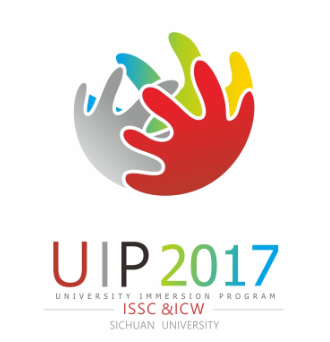 UIP 2017
UNIVERSITY IMMERSION PROGRAM
ISSC &ICW
SICHUAN UNIVERSITY